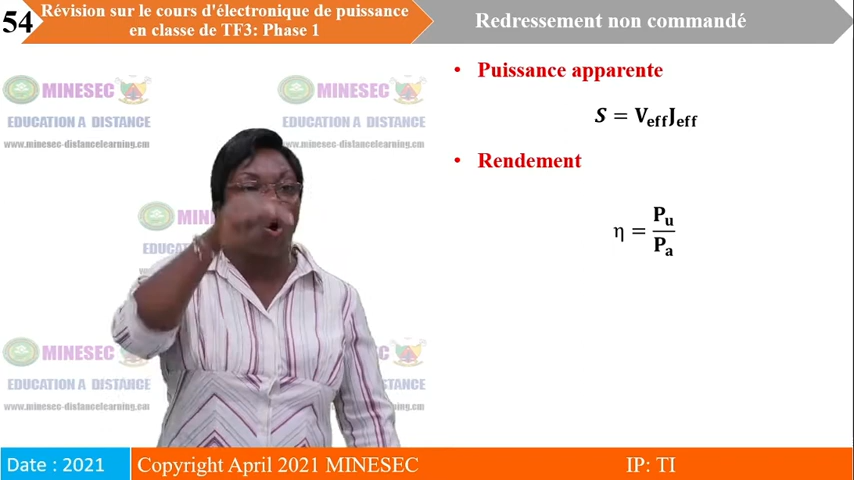 54
Révision sur le cours d'électronique de puissance
en classe de TF3: Phase 1
Redressement non commandé
• Puissance apparente
S = VeffJeff
• Rendement
η = Pu/Pa
MINESEC
EDUCATION A DISTANCE
www.minesec-distancelearning.cm
MINESEC
EDUCATION A DISTANCE
www.minesec-distancelearning.cm
MINESEC
EDUCATION A DISTANCE
www.minesec-distancelearning.cm
Date : 2021
Copyright April 2021 MINESEC
IP: TI